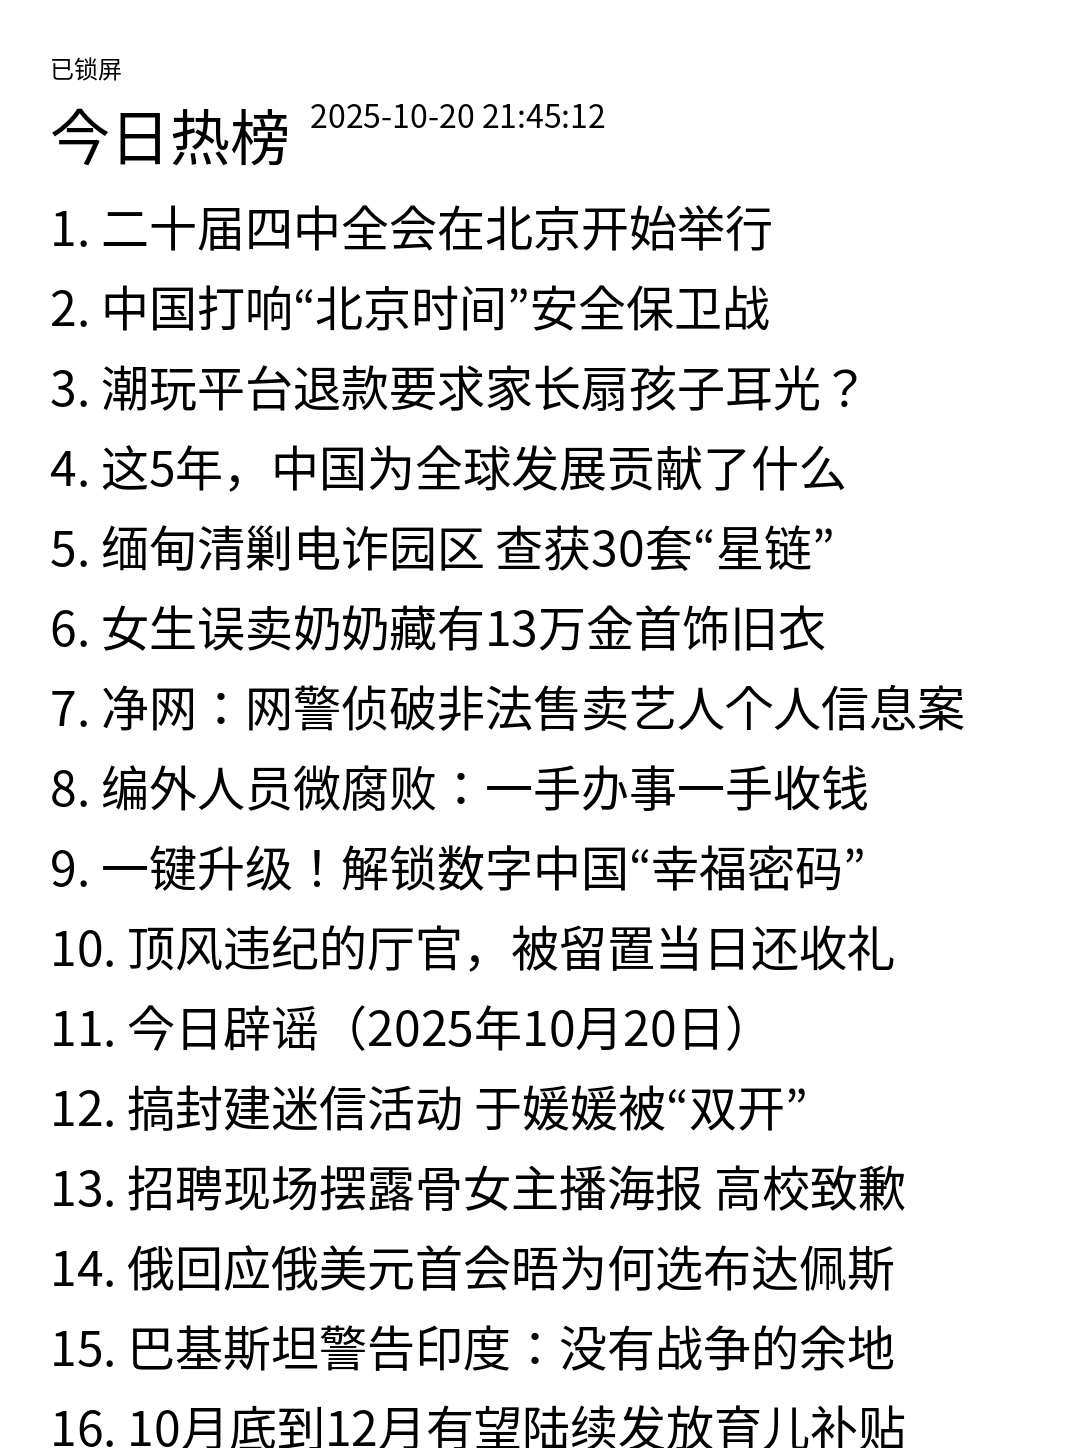 已锁屏
今日热榜 2025-10-20 21:45:12
1. 二十届四中全会在北京开始举行
2. 中国打响“北京时间”安全保卫战
3. 潮玩平台退款要求家长扇孩子耳光？
4. 这5年，中国为全球发展贡献了什么
5. 缅甸清剿电诈园区 查获30套“星链”
6. 女生误卖奶奶藏有13万金首饰旧衣
7. 净网：网警侦破非法售卖艺人个人信息案
8. 编外人员微腐败：一手办事一手收钱
9. 一键升级！解锁数字中国“幸福密码”
10. 顶风违纪的厅官，被留置当日还收礼
11. 今日辟谣（2025年10月20日）
12. 搞封建迷信活动 于媛媛被“双开”
13. 招聘现场摆露骨女主播海报 高校致歉
14. 俄回应俄美元首会晤为何选布达佩斯
15. 巴基斯坦警告印度：没有战争的余地
16. 10月底到12月有望陆续发放育儿补贴